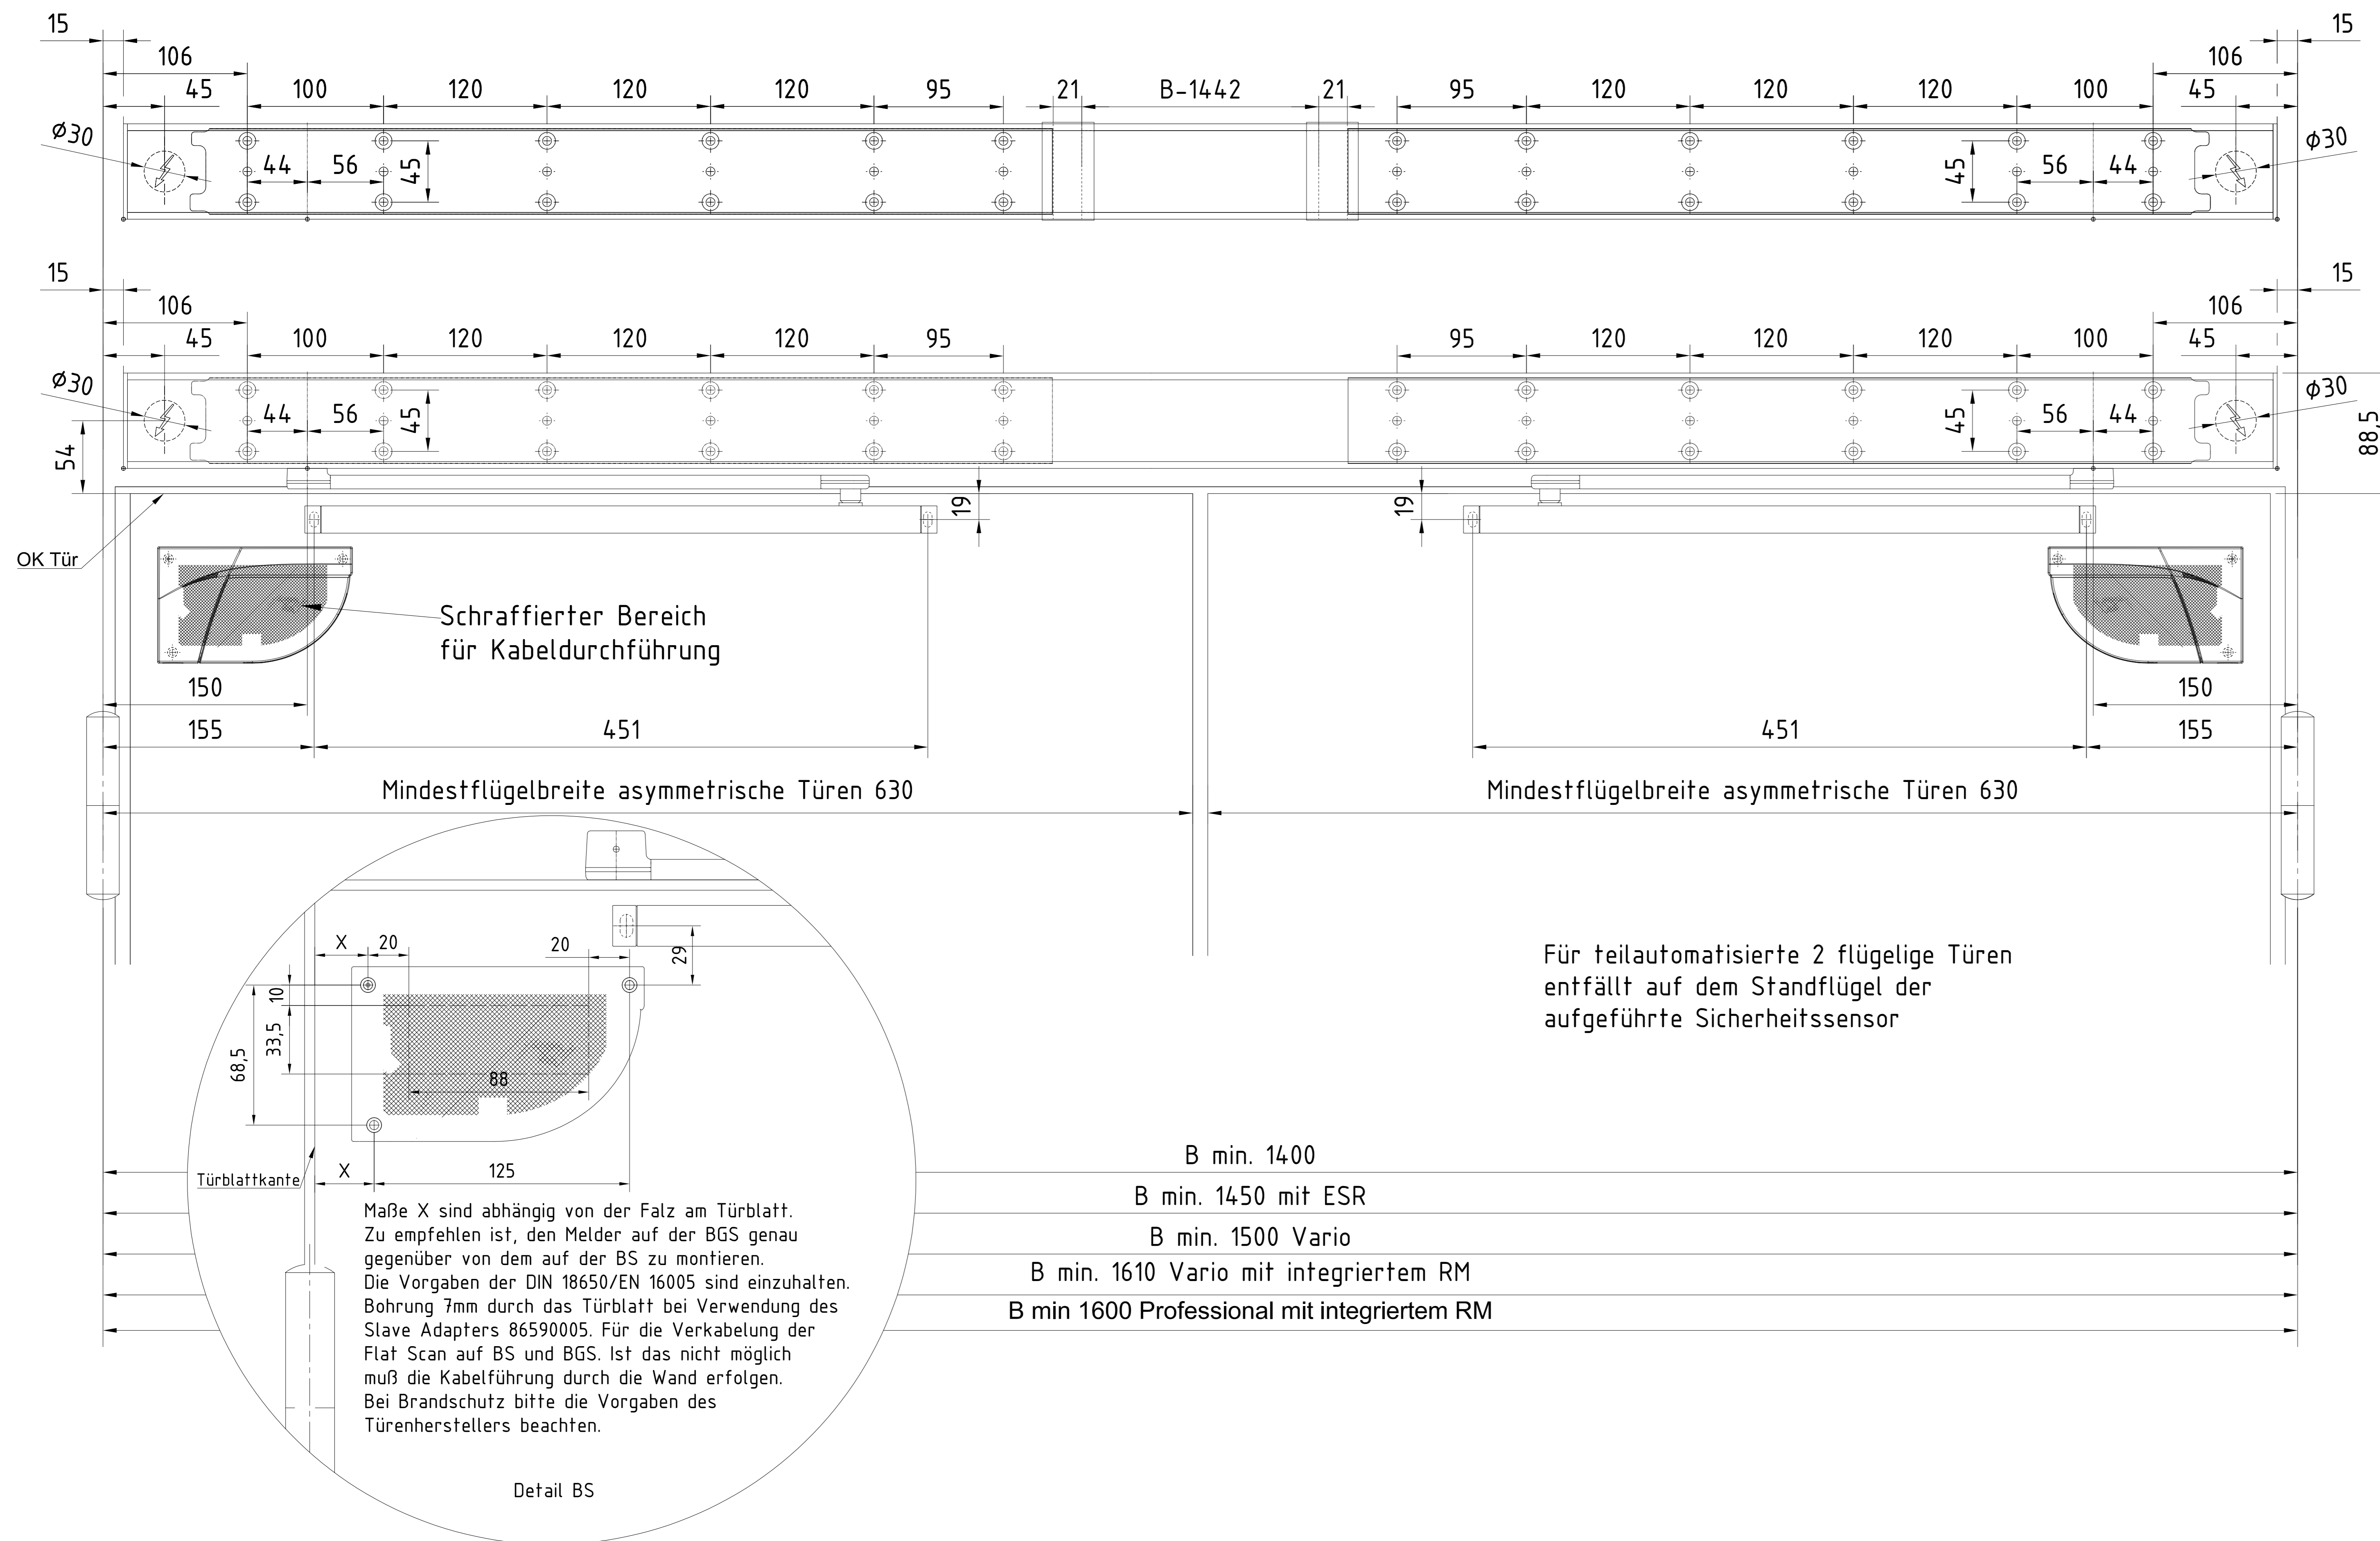 15 15
106 106
45 100 120 120 120 95 21 B-1442 21 95 120 120 120 100 45
ϕ30 ϕ30
44 56 45 45 56 44
15 15
106 106
45 100 120 120 120 95 95 120 120 120 100 45
ϕ30 ϕ30
44 56 45 45 56 44
54 88,5
19 19
OK Tür
Schraffierter Bereich
für Kabeldurchführung
150 150
155 451 451 155
Mindestflügelbreite asymmetrische Türen 630 Mindestflügelbreite asymmetrische Türen 630
X 20 20 29
10
33,5
68,5
88
Türblattkante X 125
Maße X sind abhängig von der Falz am Türblatt.
Zu empfehlen ist, den Melder auf der BGS genau
gegenüber von dem auf der BS zu montieren.
Die Vorgaben der DIN 18650/EN 16005 sind einzuhalten.
Bohrung 7mm durch das Türblatt bei Verwendung des
Slave Adapters 86590005. Für die Verkabelung der
Flat Scan auf BS und BGS. Ist das nicht möglich
muß die Kabelführung durch die Wand erfolgen.
Bei Brandschutz bitte die Vorgaben des
Türenherstellers beachten.
Detail BS
Für teilautomatisierte 2 flügelige Türen
entfällt auf dem Standflügel der
aufgeführte Sicherheitssensor
B min. 1400
B min. 1450 mit ESR
B min. 1500 Vario
B min. 1610 Vario mit integriertem RM
B min 1600 Professional mit integriertem RM